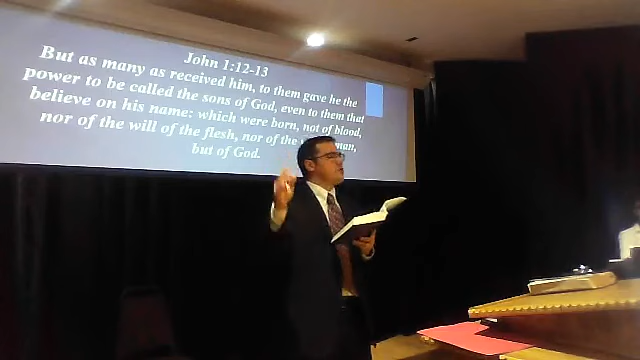 John 1:12-13
But as many as received him, to them gave he the
power to be called the sons of God, even to them that
believe on his name: which were born, not of blood,
nor of the will of the flesh, nor of the man,
but of God.